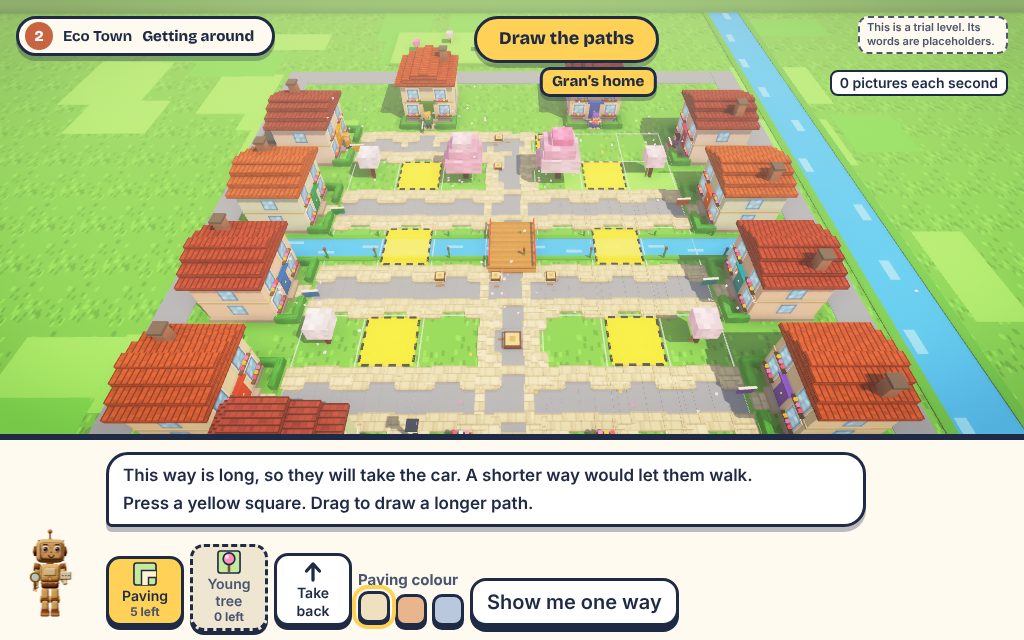 2 Eco Town Getting around
Draw the paths
This is a trial level. Its
words are placeholders.
Gran's home
0 pictures each second
This way is long, so they will take the car. A shorter way would let them walk.
Press a yellow square. Drag to draw a longer path.
Paving
5 left
Young
tree
0 left
Take
back
Paving colour
Show me one way